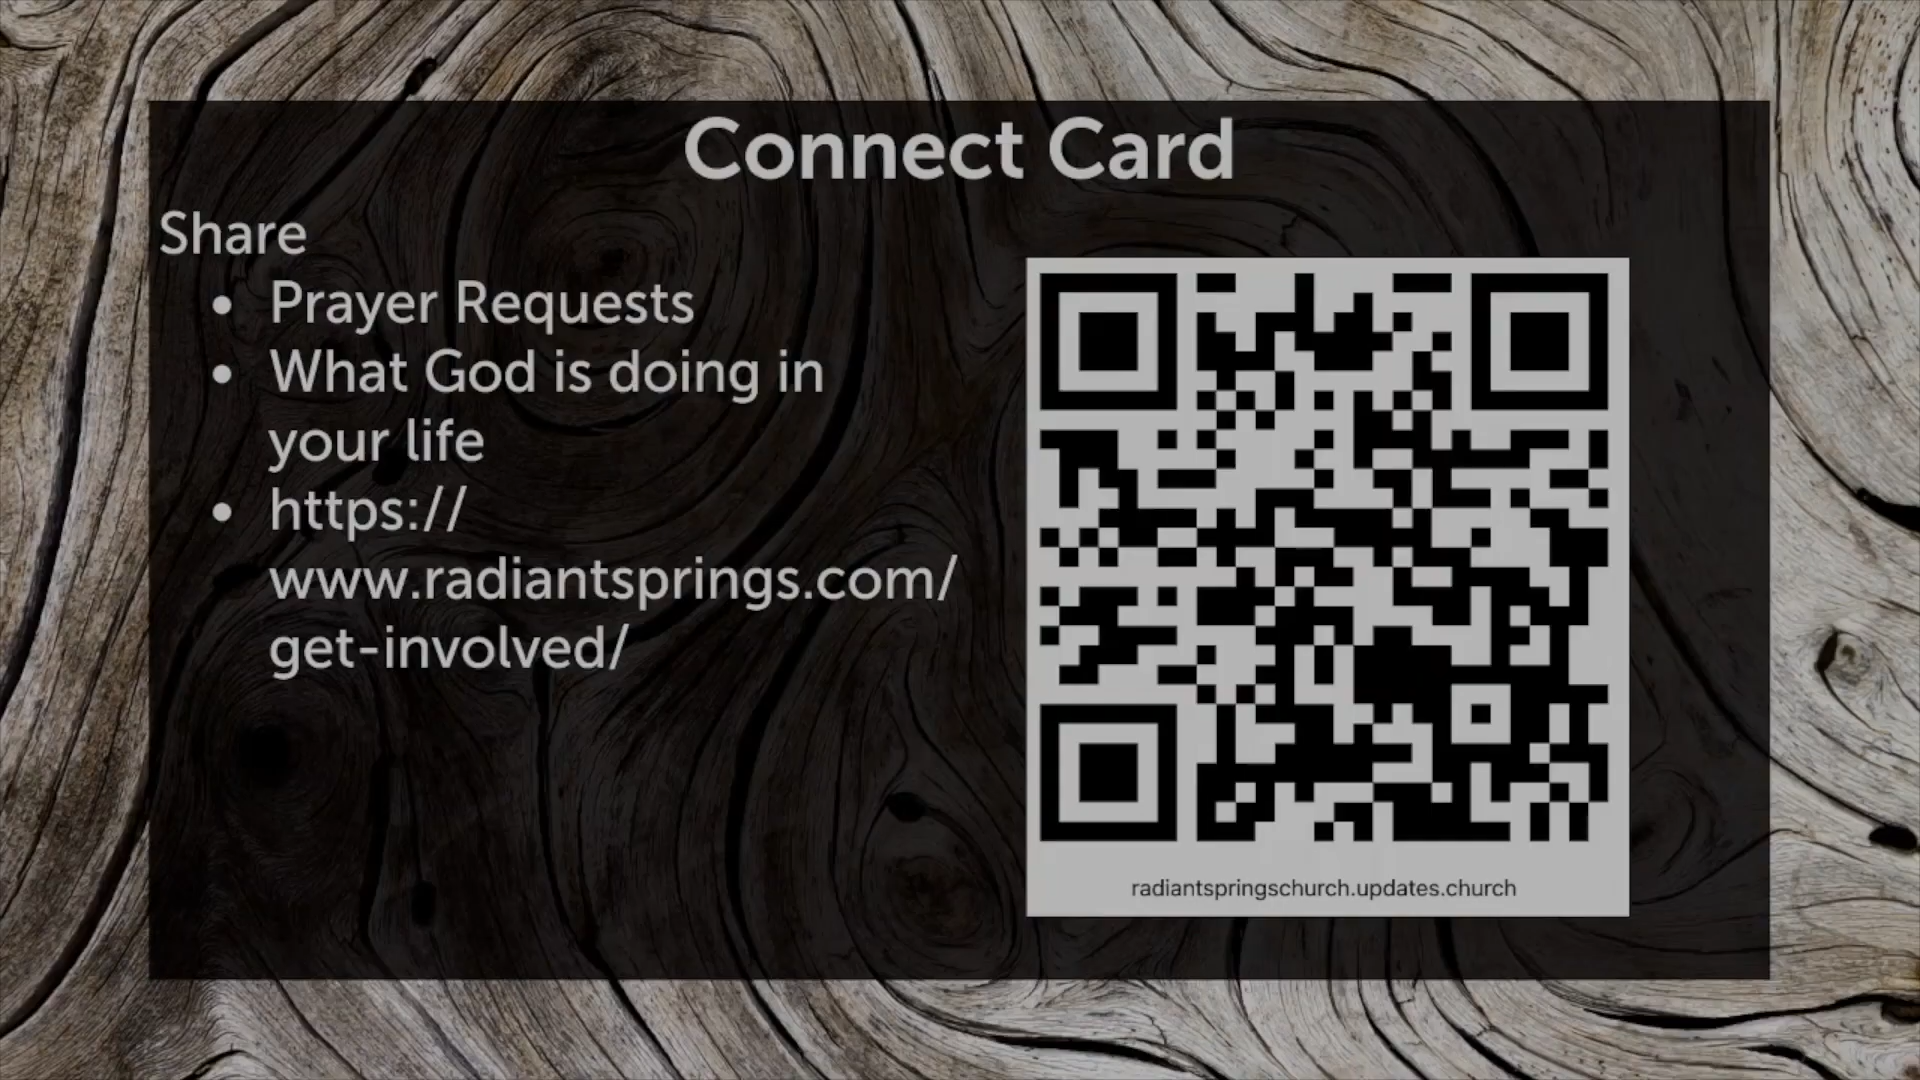 Connect Card
Share
• Prayer Requests
• What God is doing in
your life
• https://
www.radiantsprings.com/
get-involved/
radiantspringschurch.updates.church